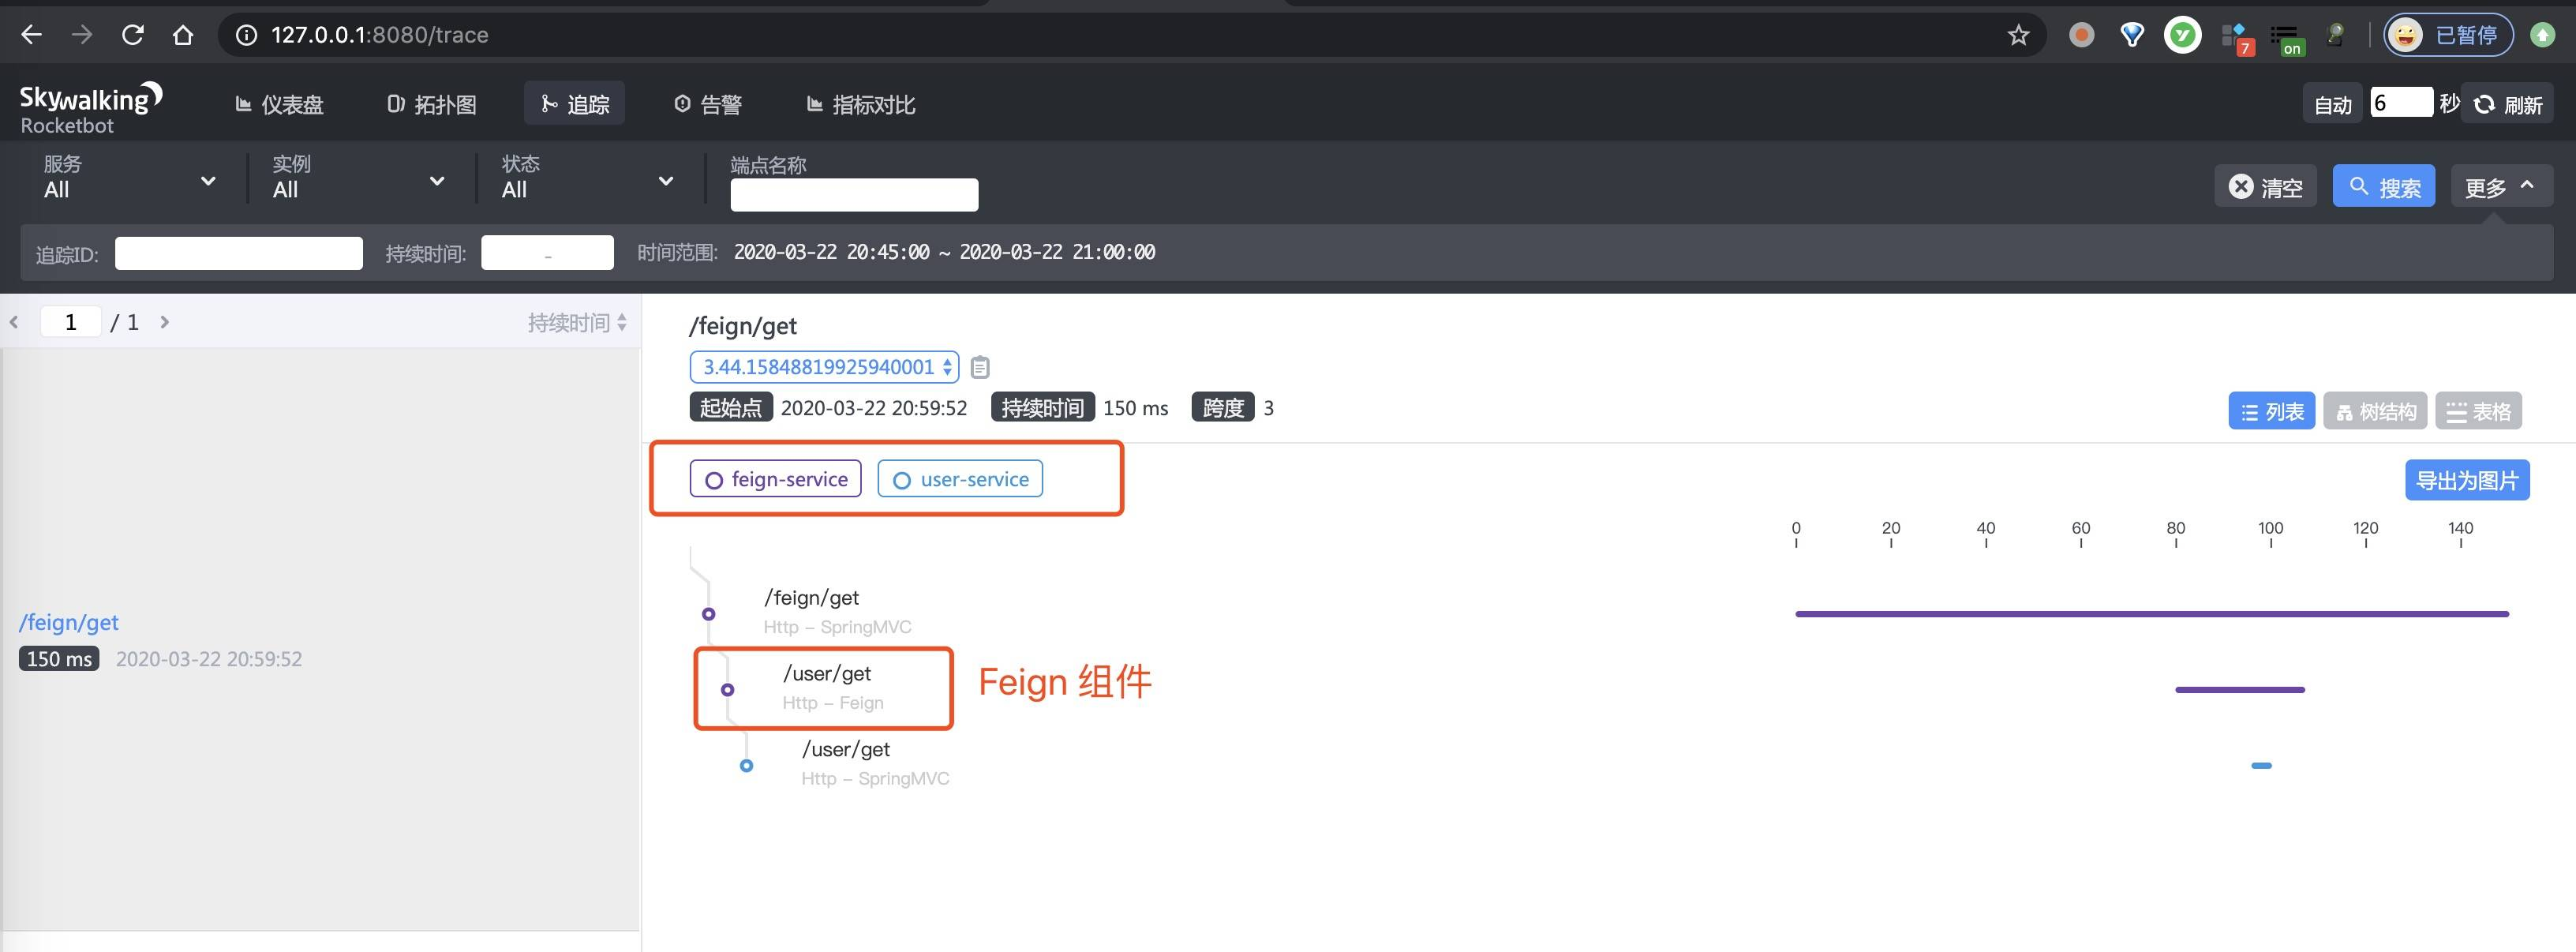 127.0.0.1:8080/trace
7
on
已暂停
Skywalking
Rocketbot
仪表盘
拓扑图
追踪
告警
指标对比
自动
6
秒
刷新
服务
All
实例
All
状态
All
端点名称
清空
搜索
更多
追踪ID:
持续时间:
-
时间范围:
2020-03-22 20:45:00 ~ 2020-03-22 21:00:00
1
/ 1
持续时间
/feign/get
150 ms
2020-03-22 20:59:52
/feign/get
3.44.15848819925940001
起始点 2020-03-22 20:59:52 持续时间 150 ms 跨度 3
列表
树结构
表格
feign-service
user-service
导出为图片
0 20 40 60 80 100 120 140
/feign/get
Http – SpringMVC
/user/get
Http – Feign
Feign 组件
/user/get
Http – SpringMVC